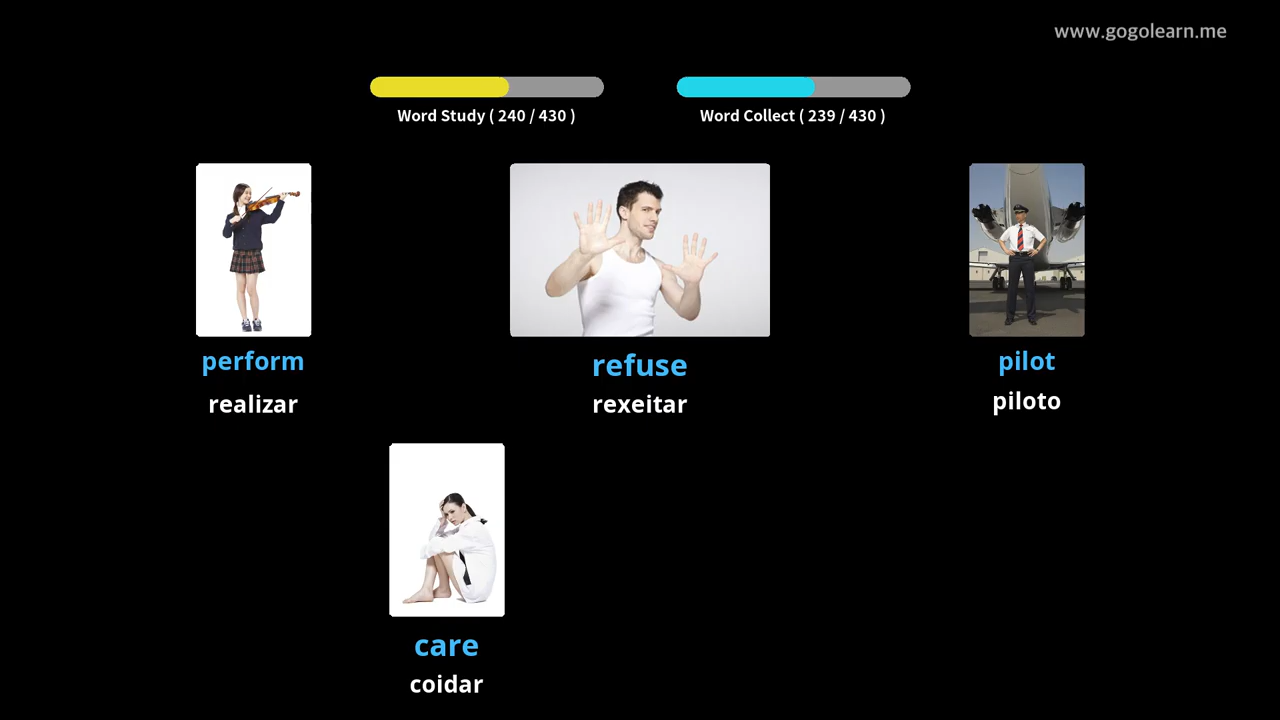 www.gogolearn.me
Word Study ( 240 / 430 )
Word Collect ( 239 / 430 )
perform
realizar
refuse
rexeitar
pilot
piloto
care
coidar